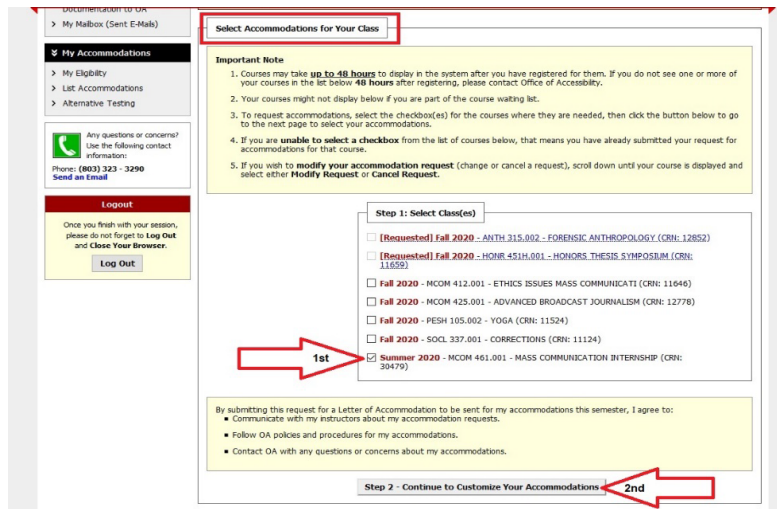 Documentation to OA
> My Mailbox (Sent E-Mails)
My Accommodations
> My Eligibility
> List Accommodations
> Alternative Testing
Any questions or concerns?
Use the following contact
information:
Phone: (803) 323 - 3290
Send an Email
Logout
Once you finish with your session,
please do not forget to Log Out
and Close Your Browser.
Log Out
Select Accommodations for Your Class
Important Note
1. Courses may take up to 48 hours to display in the system after you have registered for them. If you do not see one or more of
your courses in the list below 48 hours after registering, please contact Office of Accessibility.
2. Your courses might not display below if you are part of the course waiting list.
3. To request accommodations, select the checkbox(es) for the courses where they are needed, then click the button below to go
to the next page to select your accommodations.
4. If you are unable to select a checkbox from the list of courses below, that means you have already submitted your request for
accommodations for that course.
5. If you wish to modify your accommodation request (change or cancel a request), scroll down until your course is displayed and
select either Modify Request or Cancel Request.
Step 1: Select Class(es)
[Requested] Fall 2020 - ANTH 315.002 - FORENSIC ANTHROPOLOGY (CRN: 12852)
[Requested] Fall 2020 - HONR 451H.001 - HONORS THESIS SYMPOSIUM (CRN:
11659)
Fall 2020 - MCOM 412.001 - ETHICS ISSUES MASS COMMUNICATI (CRN: 11646)
Fall 2020 - MCOM 425.001 - ADVANCED BROADCAST JOURNALISM (CRN: 12778)
Fall 2020 - PESH 105.002 - YOGA (CRN: 11524)
Fall 2020 - SOCL 337.001 - CORRECTIONS (CRN: 11124)
1st
Summer 2020 - MCOM 461.001 - MASS COMMUNICATION INTERNSHIP (CRN:
30479)
By submitting this request for a Letter of Accommodation to be sent for my accommodations this semester, I agree to:
▪ Communicate with my instructors about my accommodation requests.
▪ Follow OA policies and procedures for my accommodations.
▪ Contact OA with any questions or concerns about my accommodations.
Step 2 - Continue to Customize Your Accommodations
2nd